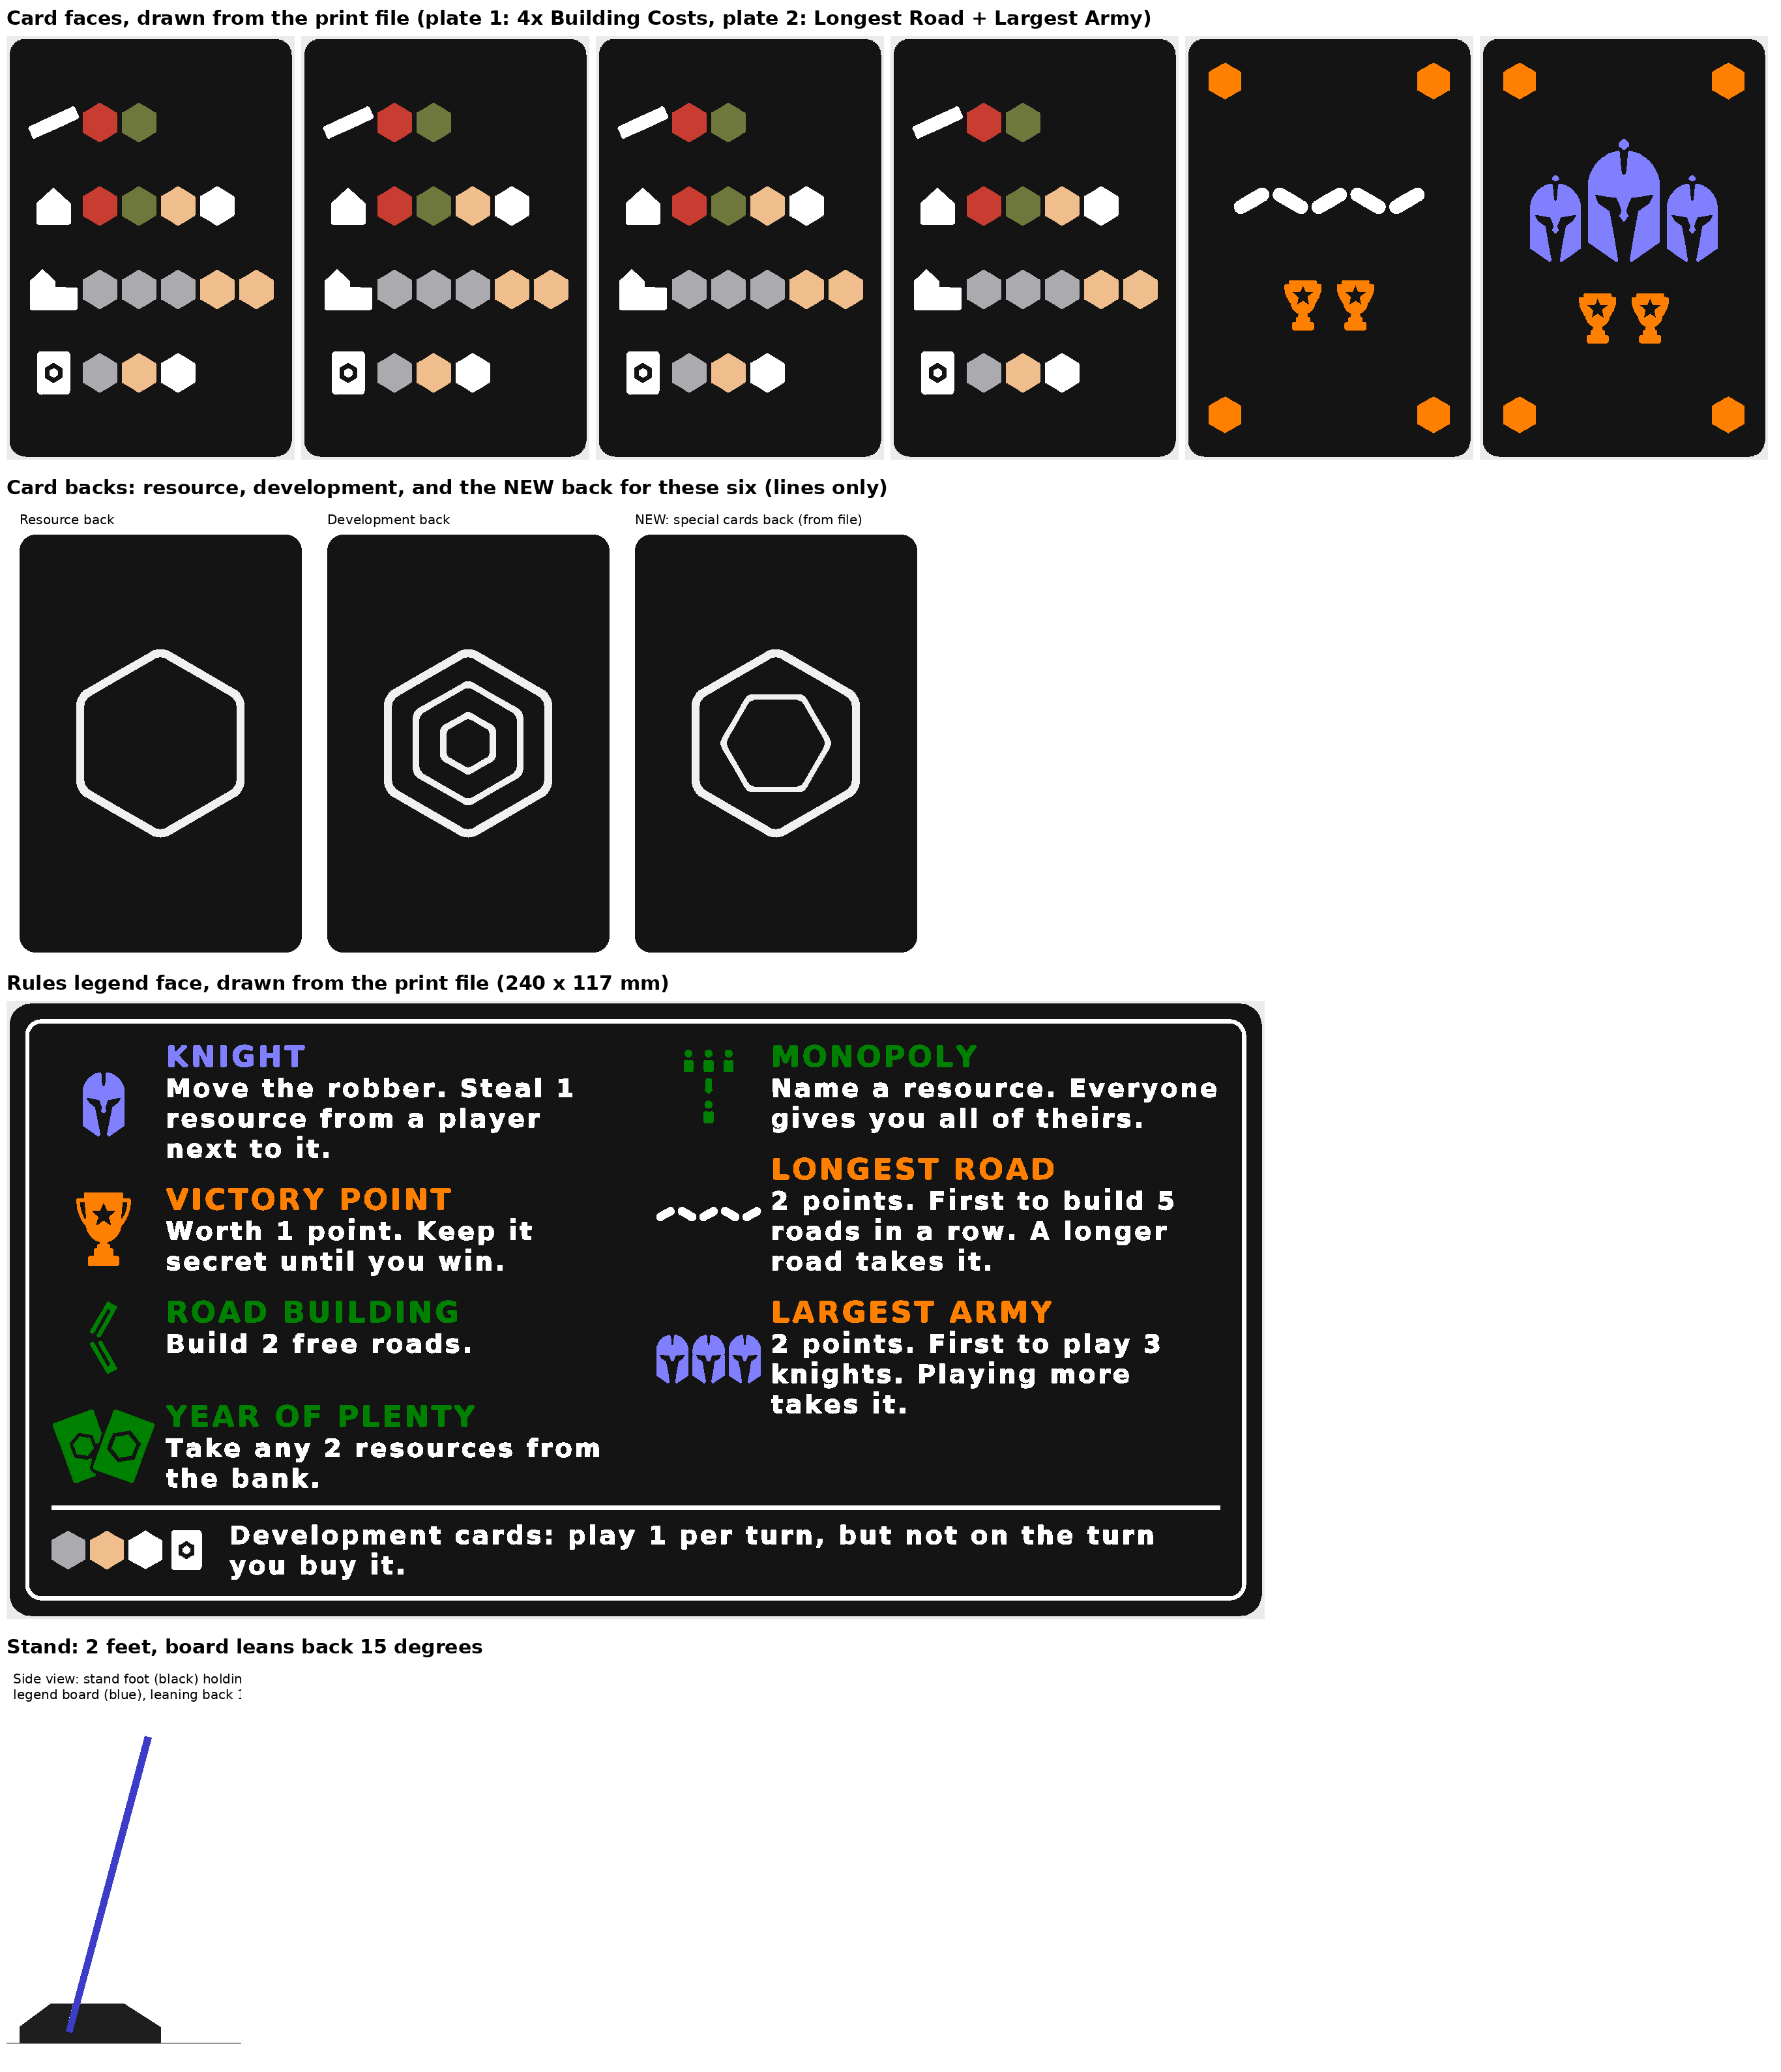 Card faces, drawn from the print file (plate 1: 4x Building Costs, plate 2: Longest Road + Largest Army)
Card backs: resource, development, and the NEW back for these six (lines only)
Resource back
Development back
NEW: special cards back (from file)
Rules legend face, drawn from the print file (240 x 117 mm)
KNIGHT
Move the robber. Steal 1
resource from a player
next to it.
VICTORY POINT
Worth 1 point. Keep it
secret until you win.
ROAD BUILDING
Build 2 free roads.
YEAR OF PLENTY
Take any 2 resources from
the bank.
MONOPOLY
Name a resource. Everyone
gives you all of theirs.
LONGEST ROAD
2 points. First to build 5
roads in a row. A longer
road takes it.
LARGEST ARMY
2 points. First to play 3
knights. Playing more
takes it.
Development cards: play 1 per turn, but not on the turn
you buy it.
Stand: 2 feet, board leans back 15 degrees
Side view: stand foot (black) holdin
legend board (blue), leaning back